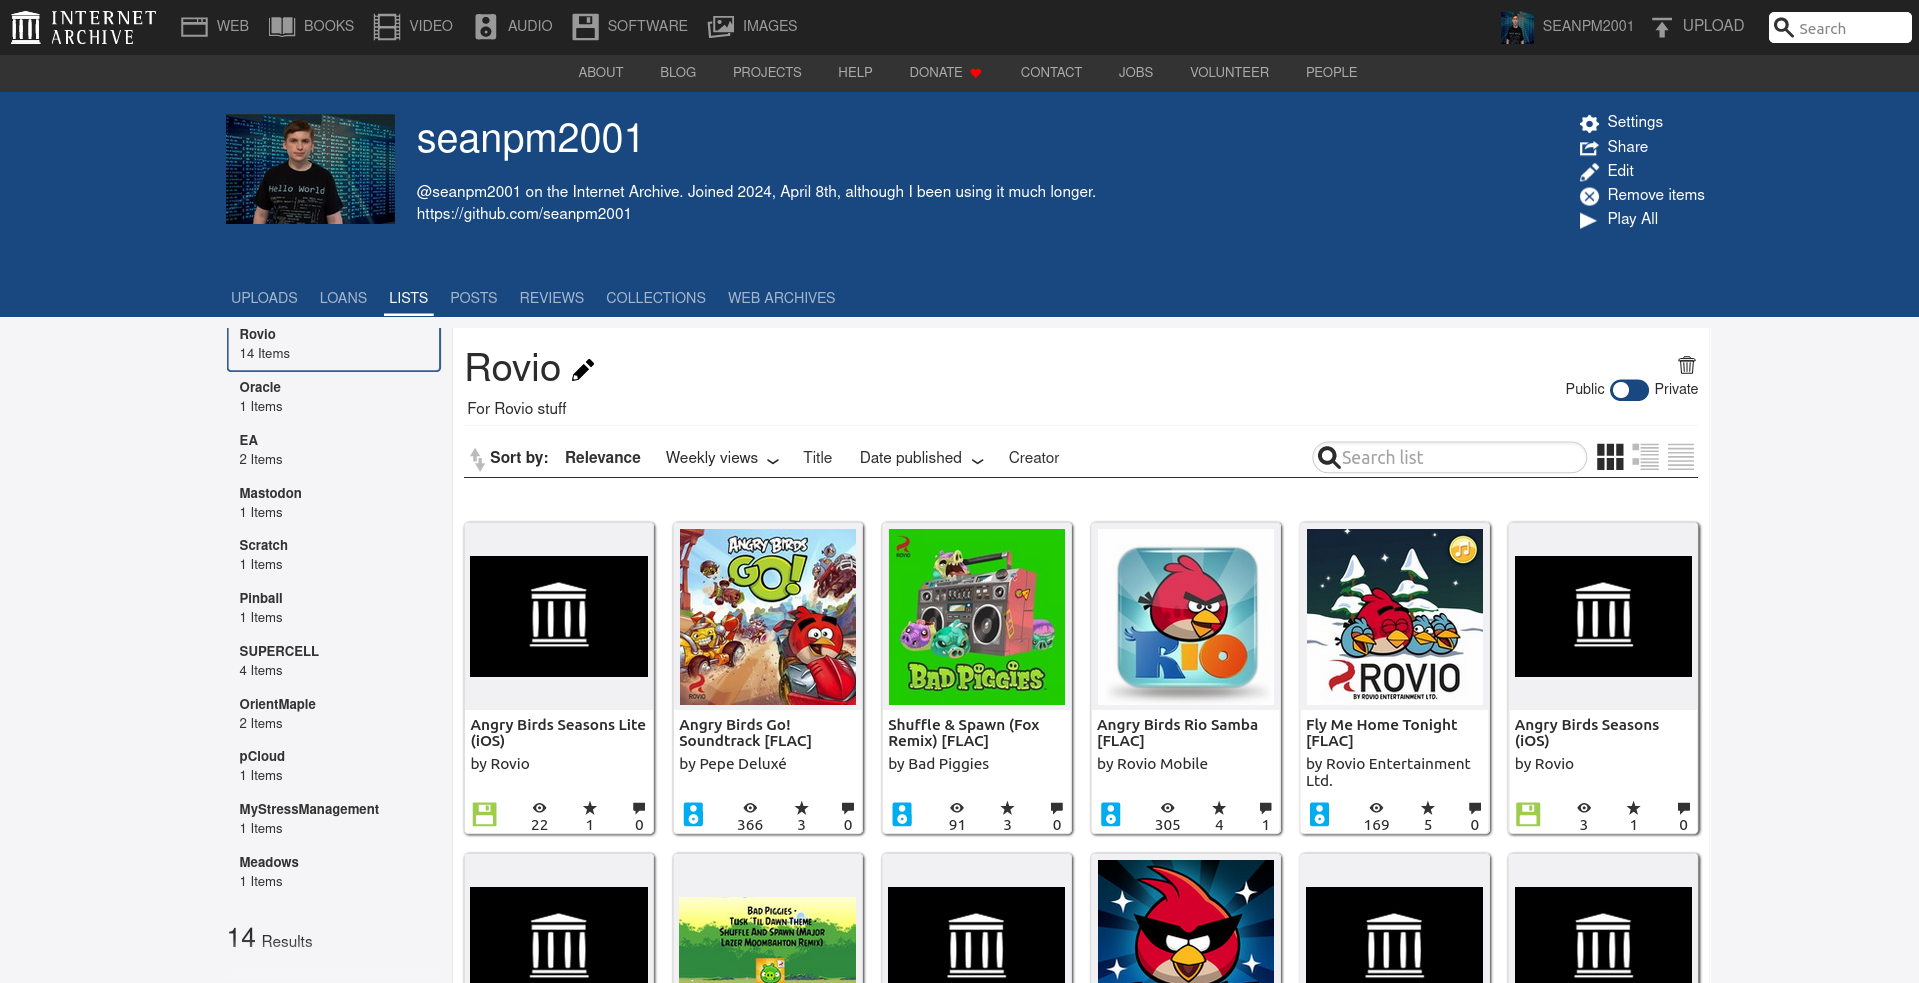 INTERNET ARCHIVE
WEB BOOKS VIDEO AUDIO SOFTWARE IMAGES
SEANPM2001 UPLOAD Search
ABOUT BLOG PROJECTS HELP DONATE CONTACT JOBS VOLUNTEER PEOPLE
Hello World
seanpm2001
@seanpm2001 on the Internet Archive. Joined 2024, April 8th, although I been using it much longer.
https://github.com/seanpm2001
Settings
Share
Edit
Remove items
Play All
UPLOADS LOANS LISTS POSTS REVIEWS COLLECTIONS WEB ARCHIVES
Rovio
14 Items
Oracle
1 Items
EA
2 Items
Mastodon
1 Items
Scratch
1 Items
Pinball
1 Items
SUPERCELL
4 Items
OrientMaple
2 Items
pCloud
1 Items
MyStressManagement
1 Items
Meadows
1 Items
14 Results
Rovio
For Rovio stuff
Public Private
Sort by: Relevance Weekly views Title Date published Creator
Search list
Angry Birds Seasons Lite
(iOS)
by Rovio
22 1 0
ANGRY BIRDS
GO!
ROVIO
Angry Birds Go!
Soundtrack [FLAC]
by Pepe Deluxé
366 3 0
ROVIO
BAD PIGGIES
Shuffle & Spawn (Fox
Remix) [FLAC]
by Bad Piggies
91 3 0
RIO
Angry Birds Rio Samba
[FLAC]
by Rovio Mobile
305 4 1
ROVIO
BY ROVIO ENTERTAINMENT LTD.
Fly Me Home Tonight
[FLAC]
by Rovio Entertainment
Ltd.
169 5 0
Angry Birds Seasons
(iOS)
by Rovio
3 1 0
BAD PIGGIES -
TUSK 'TIL DAWN THEME -
SHUFFLE AND SPAWN (MAJOR
LAZER MOOMBAHTON REMIX)